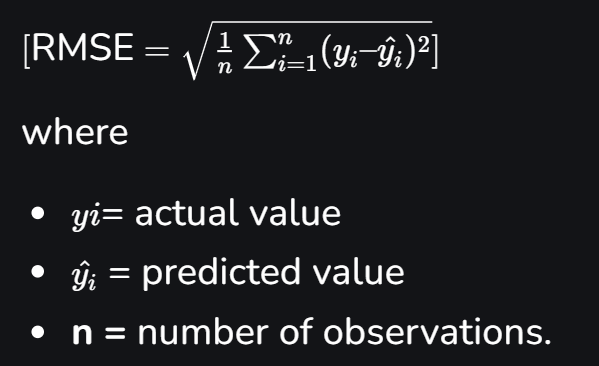 [RMSE = √(1/n ∑ⁿᵢ₌₁(yᵢ–ŷᵢ)²]
where
• yi= actual value
• ŷᵢ = predicted value
• n = number of observations.